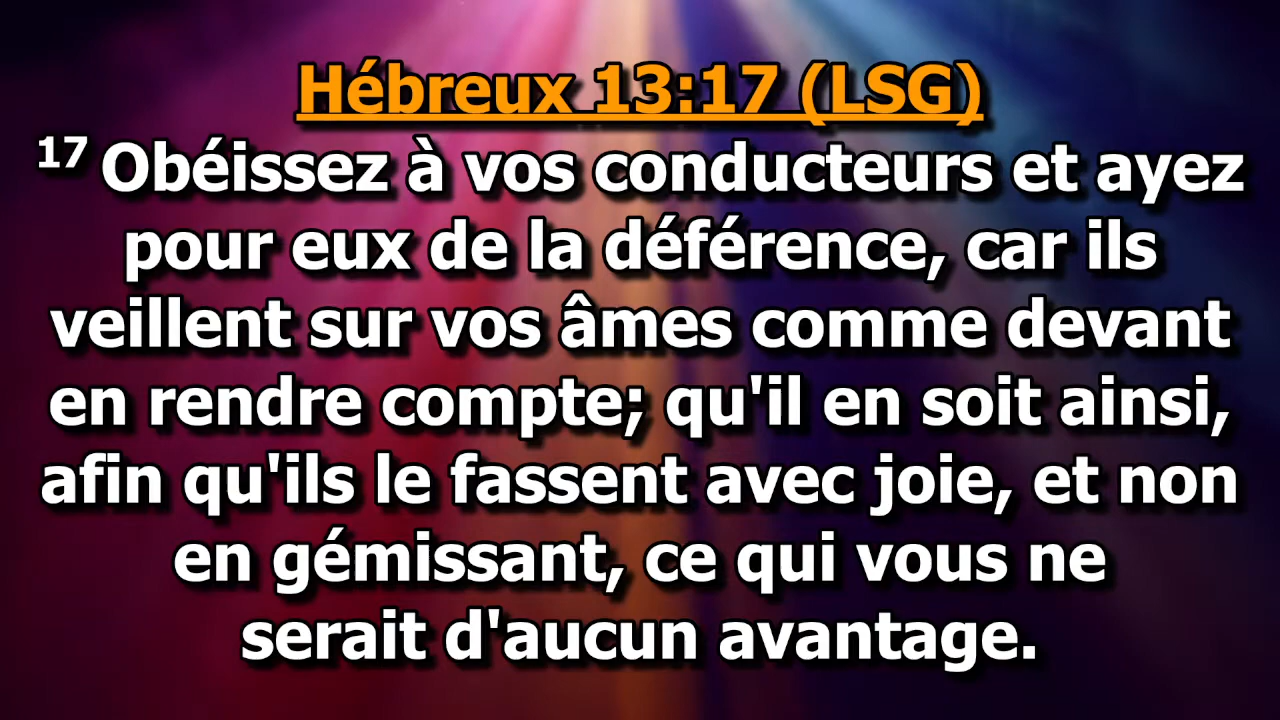 Hébreux 13:17 (LSG)
17 Obéissez à vos conducteurs et ayez
pour eux de la déférence, car ils
veillent sur vos âmes comme devant
en rendre compte; qu'il en soit ainsi,
afin qu'ils le fassent avec joie, et non
en gémissant, ce qui vous ne
serait d'aucun avantage.